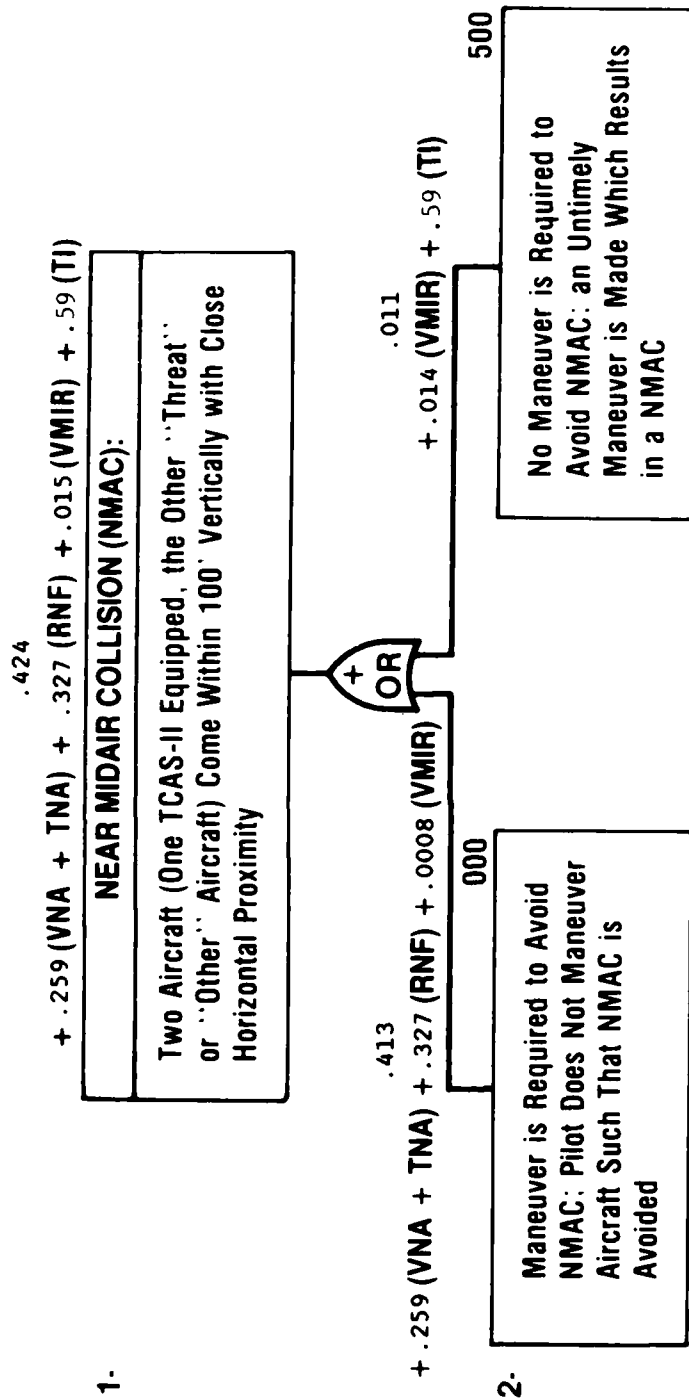 1-
.424
+ .259 (VNA + TNA) + .327 (RNF) + .015 (VMIR) + .59 (TI)
NEAR MIDAIR COLLISION (NMAC):
Two Aircraft (One TCAS-II Equipped, the Other "Threat"
or "Other" Aircraft) Come Within 100' Vertically with Close
Horizontal Proximity
+
OR
.413
+ .259 (VNA + TNA) + .327 (RNF) + .0008 (VMIR)
.011
+ .014 (VMIR) + .59 (TI)
2-
000
Maneuver is Required to Avoid
NMAC: Pilot Does Not Maneuver
Aircraft Such That NMAC is
Avoided
500
No Maneuver is Required to
Avoid NMAC: an Untimely
Maneuver is Made Which Results
in a NMAC